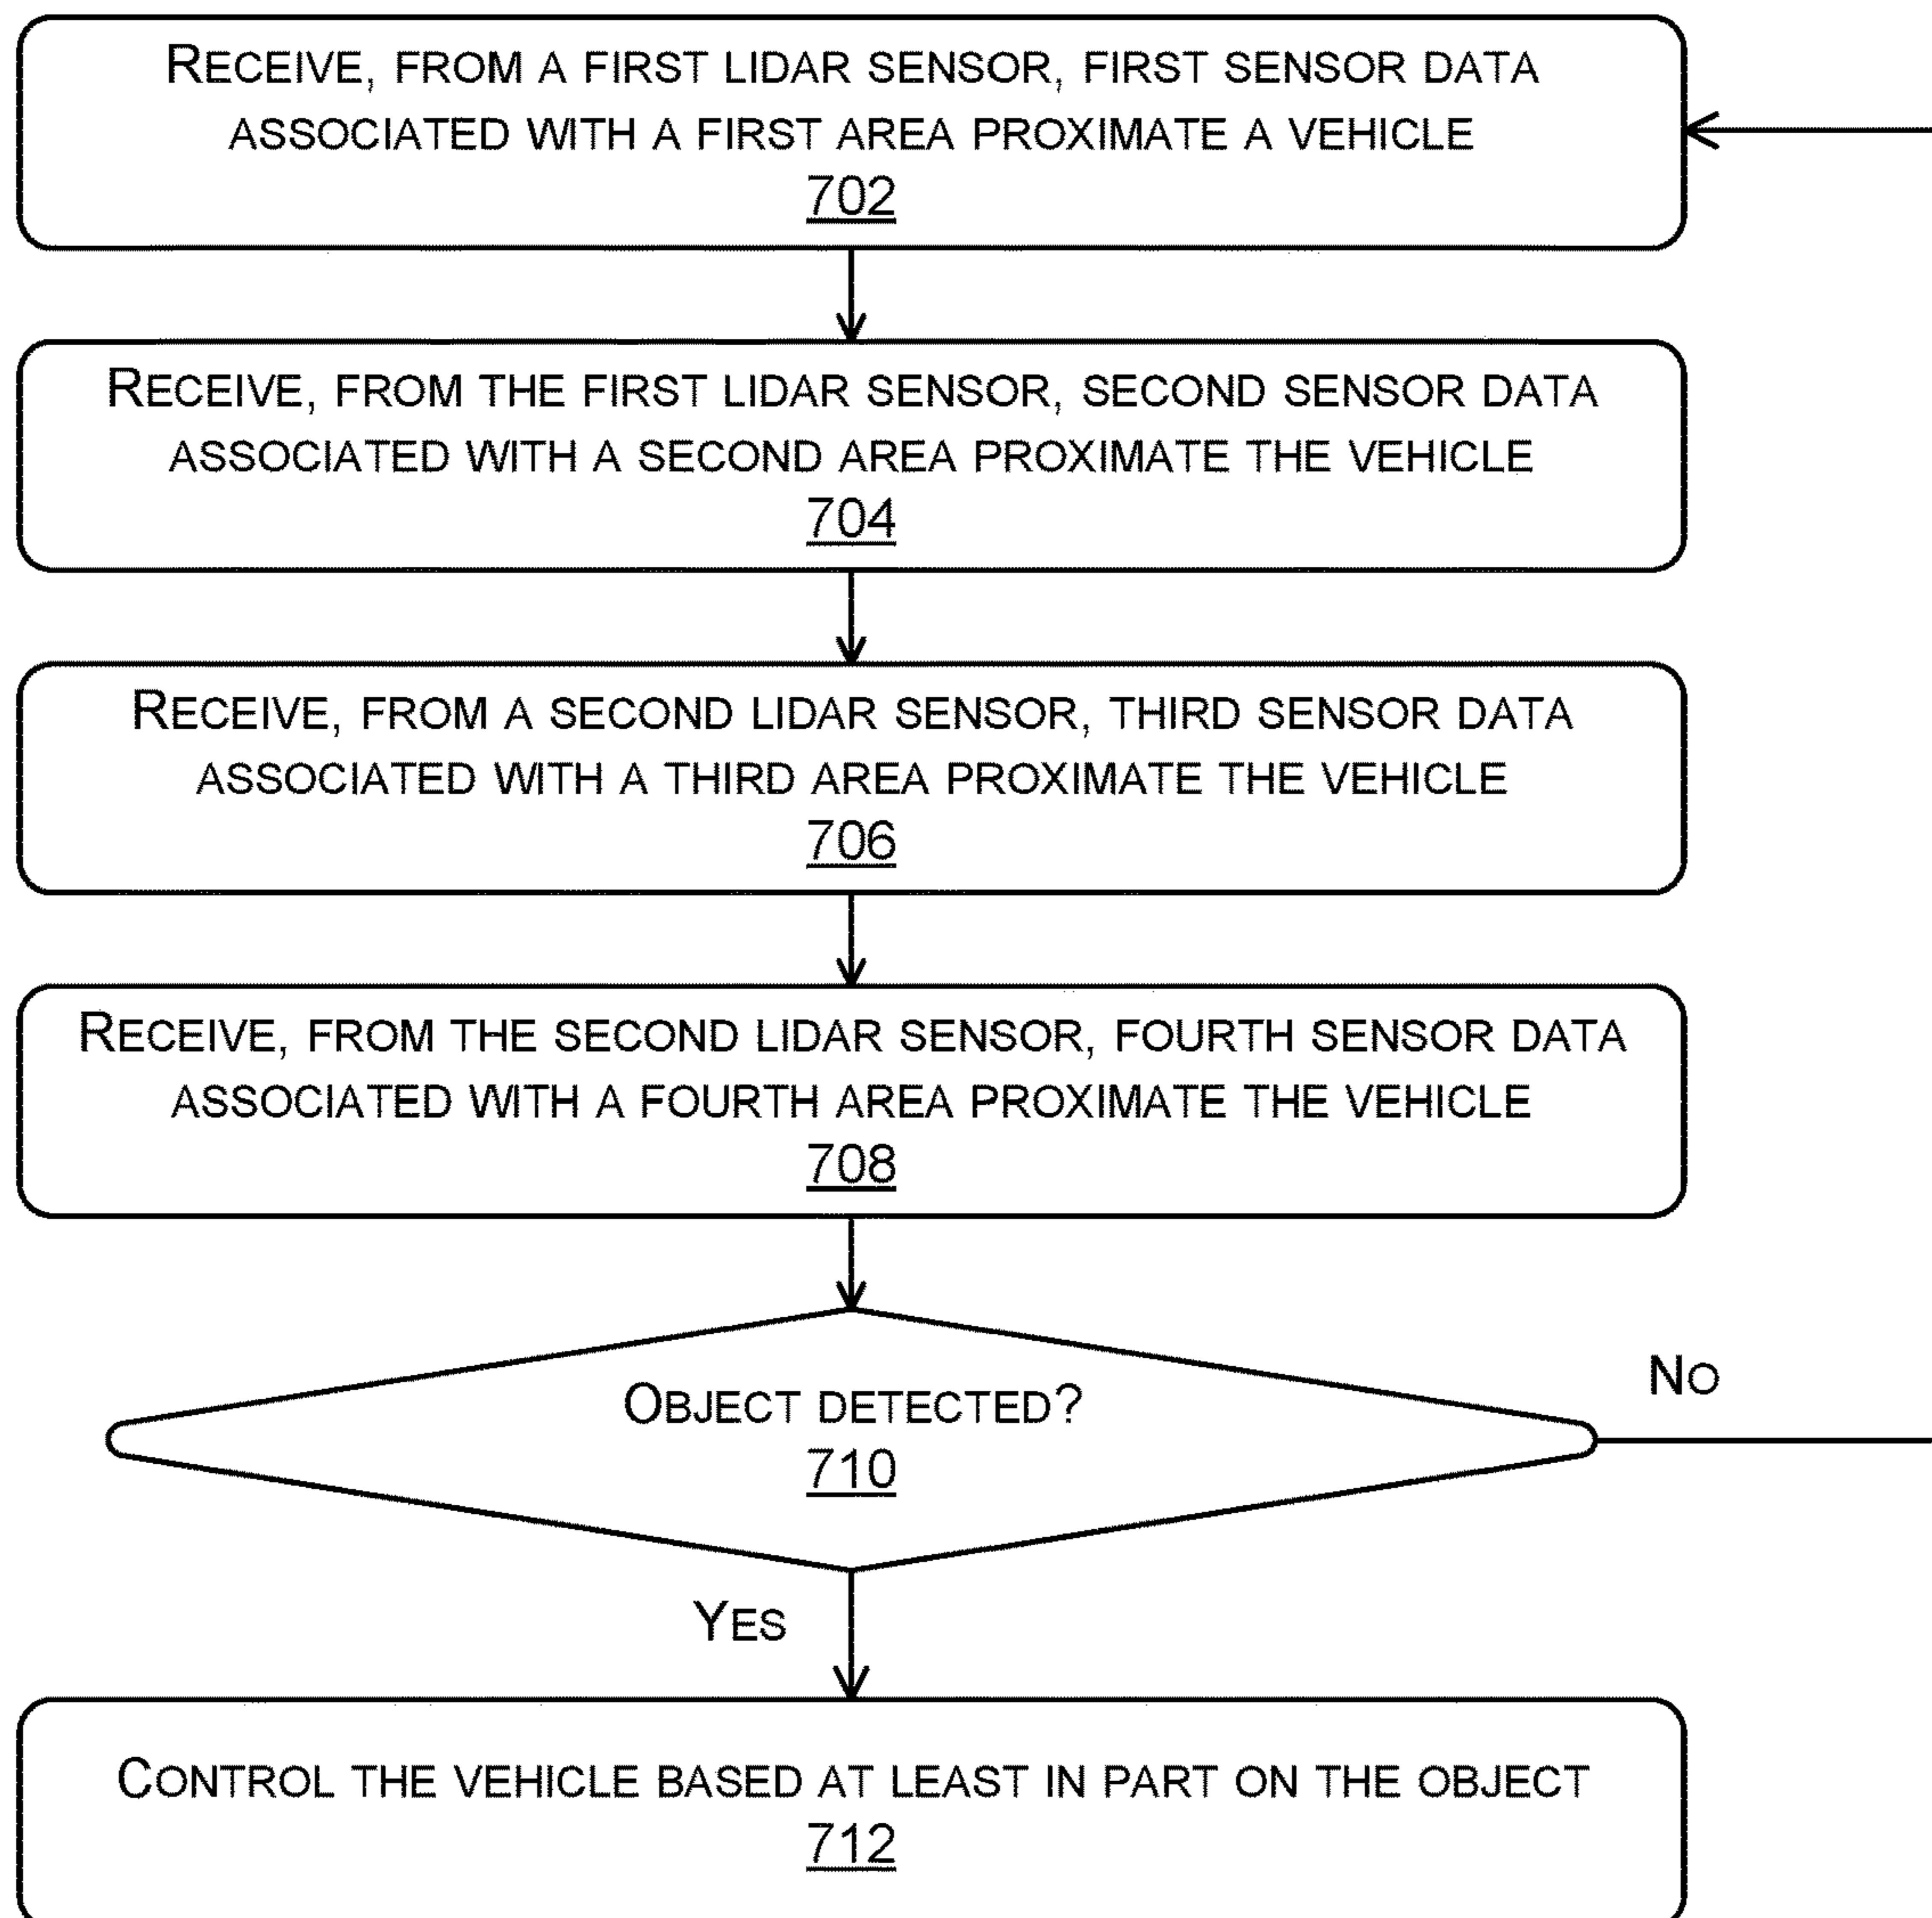 RECEIVE, FROM A FIRST LIDAR SENSOR, FIRST SENSOR DATA
ASSOCIATED WITH A FIRST AREA PROXIMATE A VEHICLE
702
RECEIVE, FROM THE FIRST LIDAR SENSOR, SECOND SENSOR DATA
ASSOCIATED WITH A SECOND AREA PROXIMATE THE VEHICLE
704
RECEIVE, FROM A SECOND LIDAR SENSOR, THIRD SENSOR DATA
ASSOCIATED WITH A THIRD AREA PROXIMATE THE VEHICLE
706
RECEIVE, FROM THE SECOND LIDAR SENSOR, FOURTH SENSOR DATA
ASSOCIATED WITH A FOURTH AREA PROXIMATE THE VEHICLE
708
OBJECT DETECTED?
710
NO
YES
CONTROL THE VEHICLE BASED AT LEAST IN PART ON THE OBJECT
712